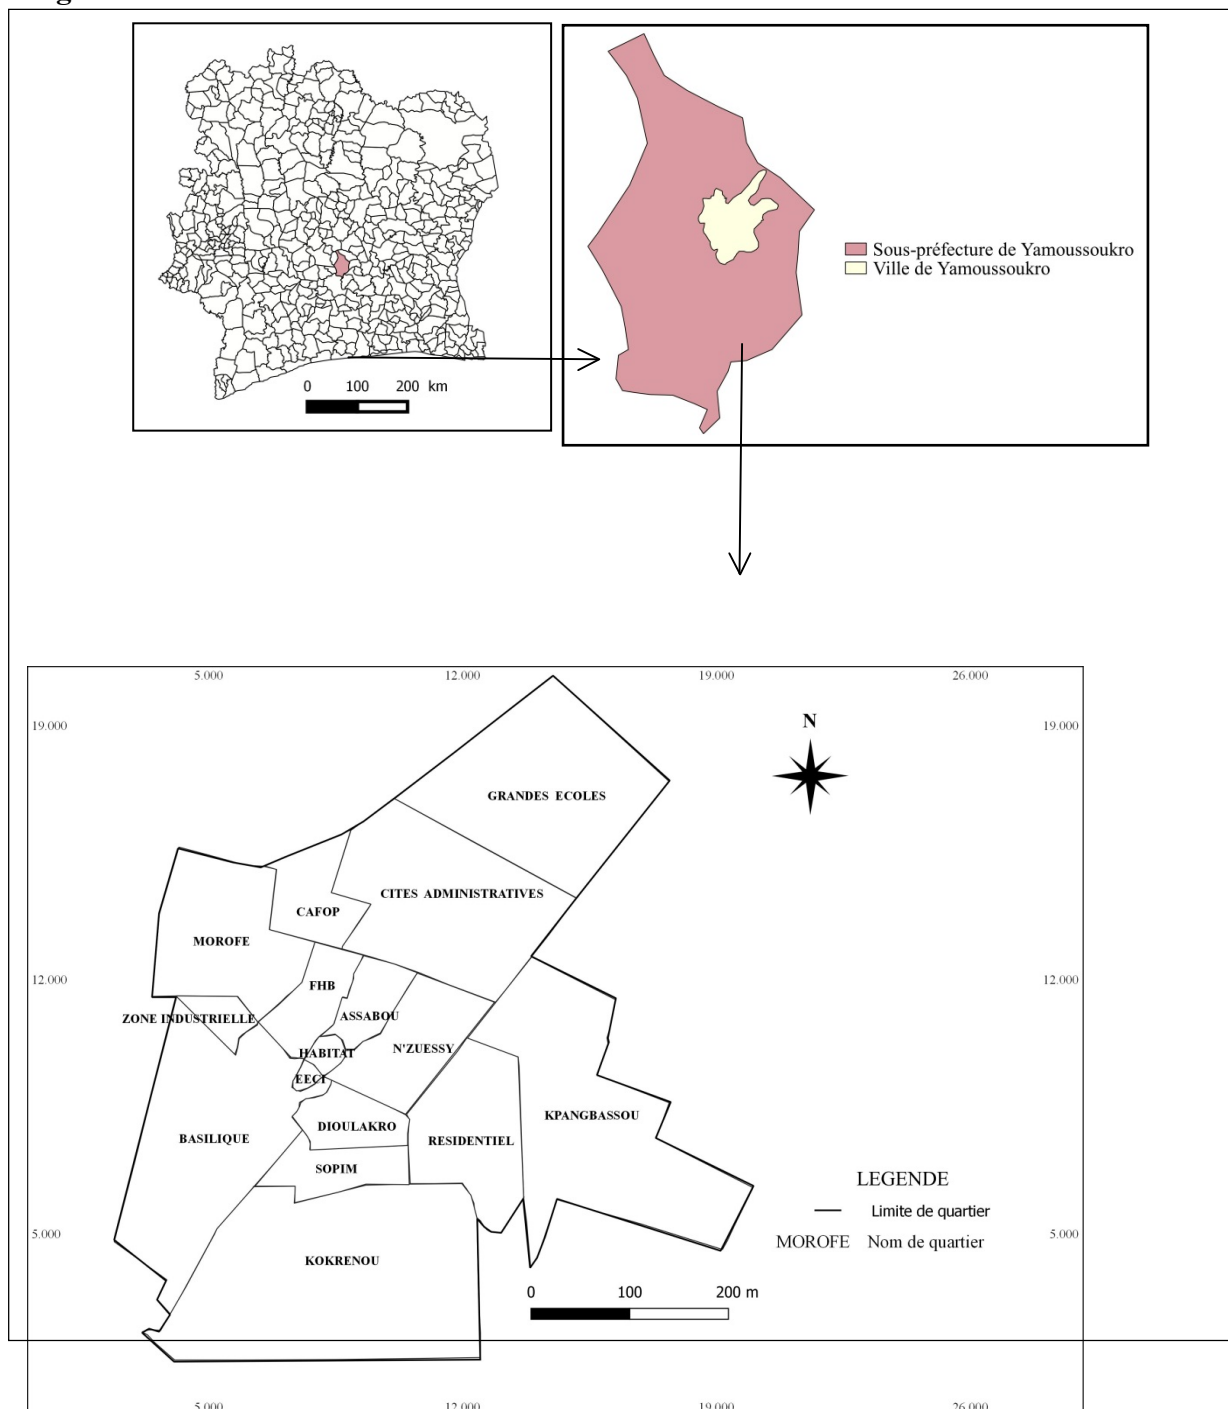 0 100 200 km
Sous-préfecture de Yamoussoukro
Ville de Yamoussoukro
5.000 12.000 19.000 26.000
19.000 19.000
N
GRANDES ECOLES
CITES ADMINISTRATIVES
CAFOP
MOROFE
12.000 12.000
FHB
ZONE INDUSTRIELLE
ASSABOU
HABITAT
N'ZUESSY
EECI
KPANGBASSOU
DIOULAKRO
BASILIQUE
RESIDENTIEL
SOPIM
LEGENDE
Limite de quartier
5.000 5.000
MOROFE Nom de quartier
KOKRENOU
0 100 200 m
5.000 12.000 19.000 26.000